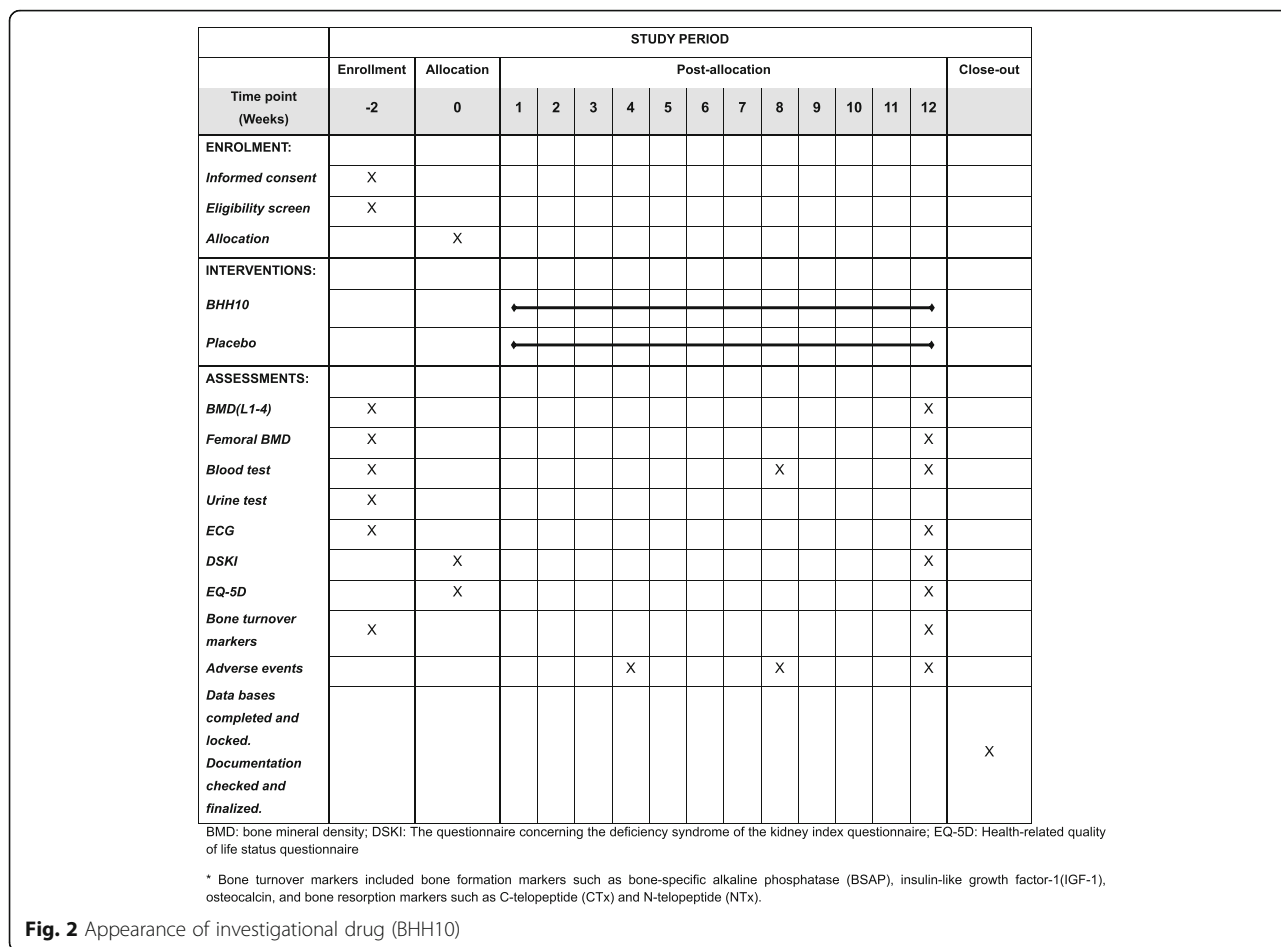 STUDY PERIOD
Enrollment Allocation Post-allocation Close-out
Time point
(Weeks) -2 0 1 2 3 4 5 6 7 8 9 10 11 12
ENROLMENT:
Informed consent X
Eligibility screen X
Allocation X
INTERVENTIONS:
BHH10
Placebo
ASSESSMENTS:
BMD(L1-4) X X
Femoral BMD X X
Blood test X X X
Urine test X
ECG X X
DSKI X X
EQ-5D X X
Bone turnover
markers X X
Adverse events X X X
Data bases
completed and
locked.
Documentation X
checked and
finalized.
BMD: bone mineral density; DSKI: The questionnaire concerning the deficiency syndrome of the kidney index questionnaire; EQ-5D: Health-related quality
of life status questionnaire
* Bone turnover markers included bone formation markers such as bone-specific alkaline phosphatase (BSAP), insulin-like growth factor-1(IGF-1),
osteocalcin, and bone resorption markers such as C-telopeptide (CTx) and N-telopeptide (NTx).
Fig. 2 Appearance of investigational drug (BHH10)